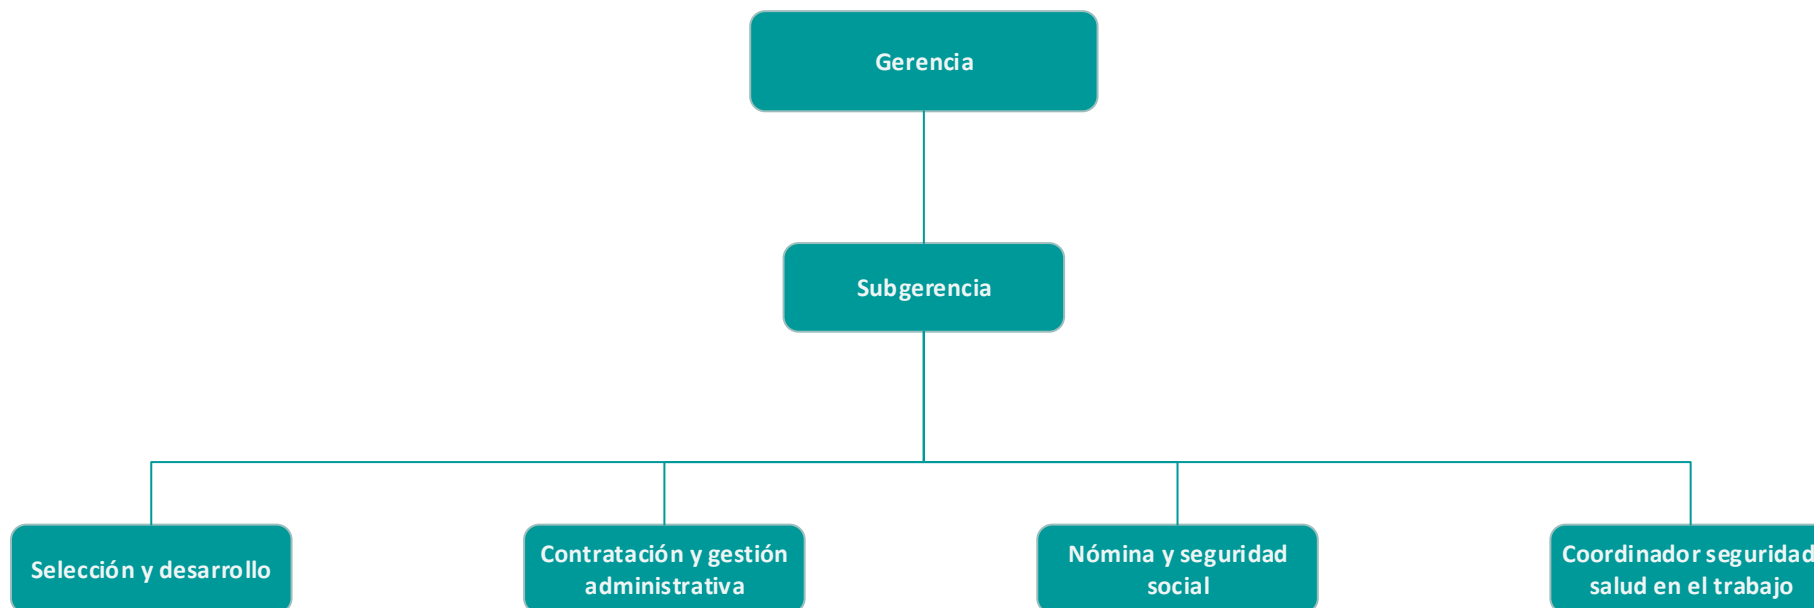 Gerencia
Subgerencia
Selección y desarrollo
Contratación y gestión
administrativa
Nómina y seguridad
social
Coordinador seguridad
salud en el trabajo